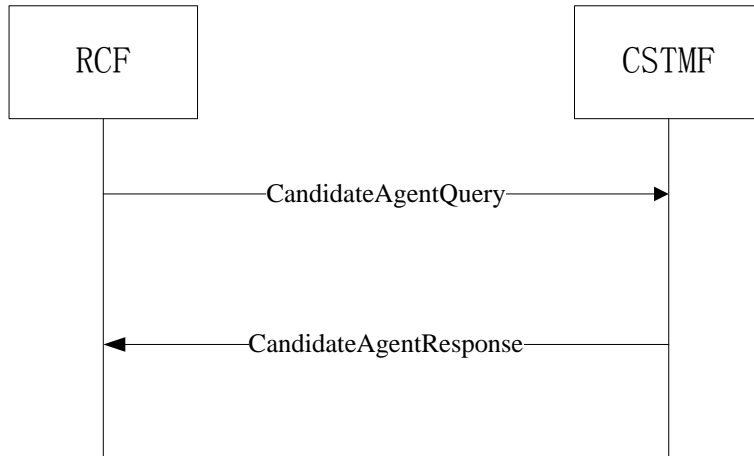 RCF
CSTMF
CandidateAgentQuery
CandidateAgentResponse